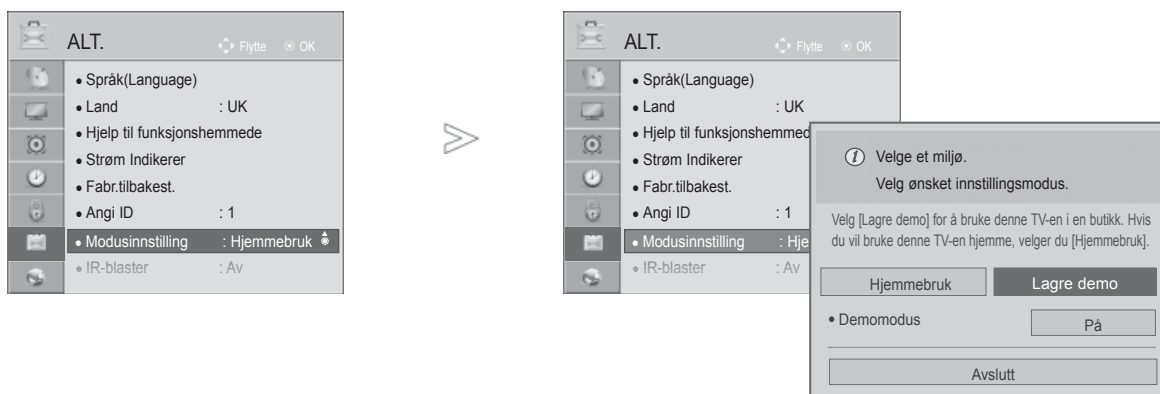 ALT.
Flytte OK
• Språk(Language)
• Land : UK
• Hjelp til funksjonshemmede
• Strøm Indikerer
• Fabr.tilbakest.
• Angi ID : 1
• Modusinnstilling : Hjemmebruk
• IR-blaster : Av
ALT.
Flytte OK
• Språk(Language)
• Land : UK
• Hjelp til funksjonshemmed
• Strøm Indikerer
• Fabr.tilbakest.
• Angi ID : 1
• Modusinnstilling : Hje
• IR-blaster : Av
Velge et miljø.
Velg ønsket innstillingsmodus.
Velg [Lagre demo] for å bruke denne TV-en i en butikk. Hvis
du vil bruke denne TV-en hjemme, velger du [Hjemmebruk].
Hjemmebruk Lagre demo
• Demomodus På
Avslutt